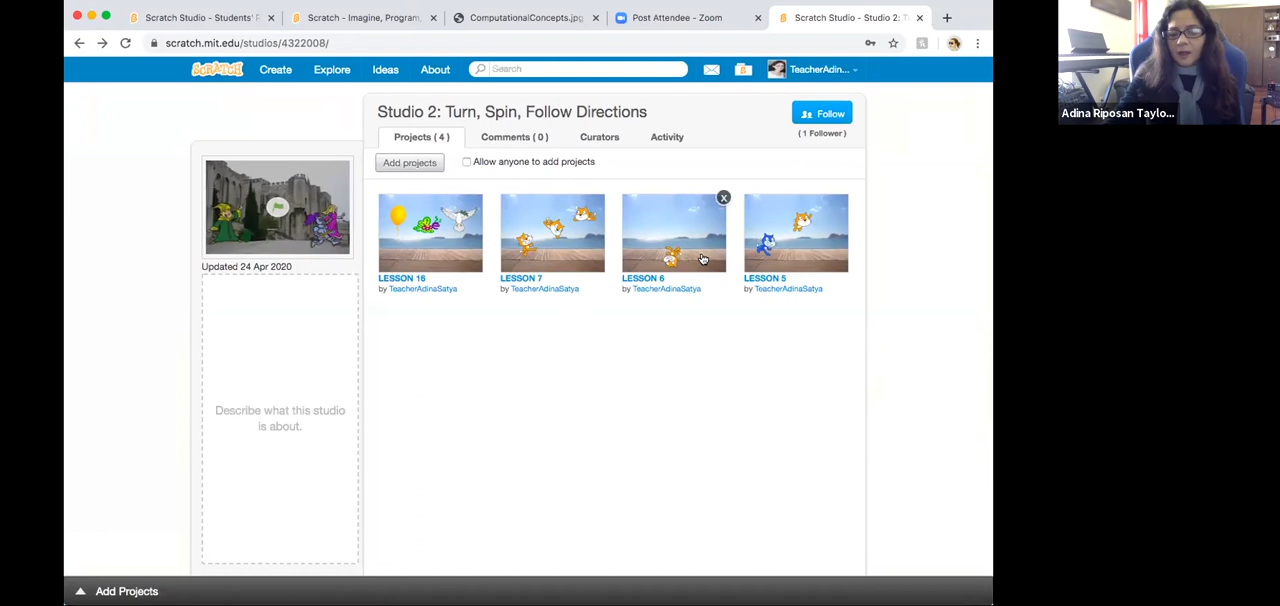 Scratch Studio - Students' F
Scratch - Imagine, Program,
ComputationalConcepts.jpg
Post Attendee - Zoom
Scratch Studio - Studio 2: T
scratch.mit.edu/studios/4322008/
SCRATCH
Create
Explore
Ideas
About
Search
TeacherAdin...
Studio 2: Turn, Spin, Follow Directions
Follow
Projects ( 4 )
Comments ( 0 )
Curators
Activity
( 1 Follower )
Add projects
Allow anyone to add projects
X
Updated 24 Apr 2020
LESSON 16
by TeacherAdinaSatya
LESSON 7
by TeacherAdinaSatya
LESSON 6
by TeacherAdinaSatya
LESSON 5
by TeacherAdinaSatya
Describe what this studio
is about.
Add Projects
Adina Riposan Taylo...